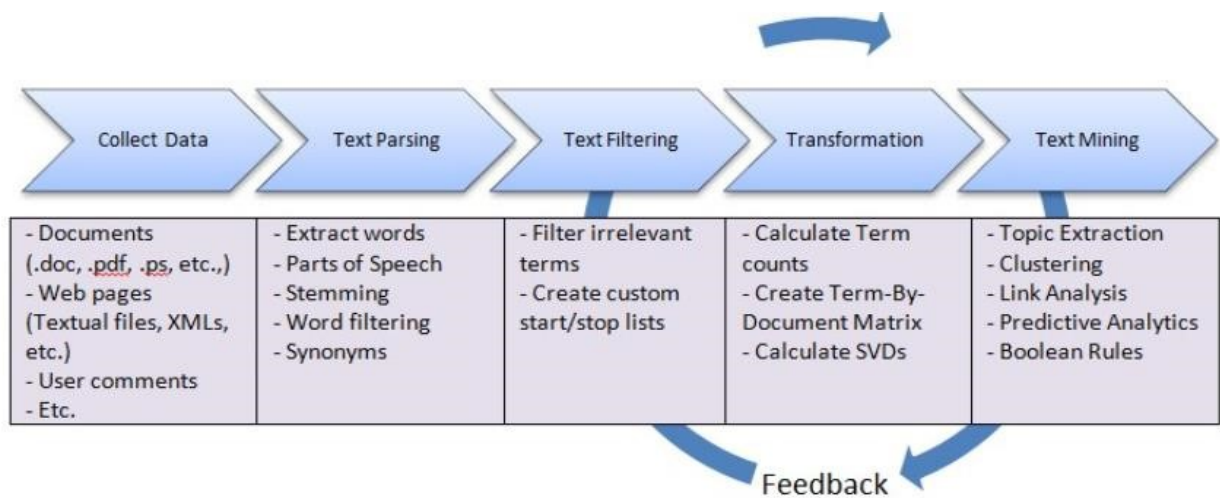 Collect Data
Text Parsing
Text Filtering
Transformation
Text Mining
- Documents
(.doc, .pdf, .ps, etc.,)
- Web pages
(Textual files, XMLs,
etc.)
- User comments
- Etc.
- Extract words
- Parts of Speech
- Stemming
- Word filtering
- Synonyms
- Filter irrelevant
terms
- Create custom
start/stop lists
- Calculate Term
counts
- Create Term-By-
Document Matrix
- Calculate SVDs
- Topic Extraction
- Clustering
- Link Analysis
- Predictive Analytics
- Boolean Rules
Feedback